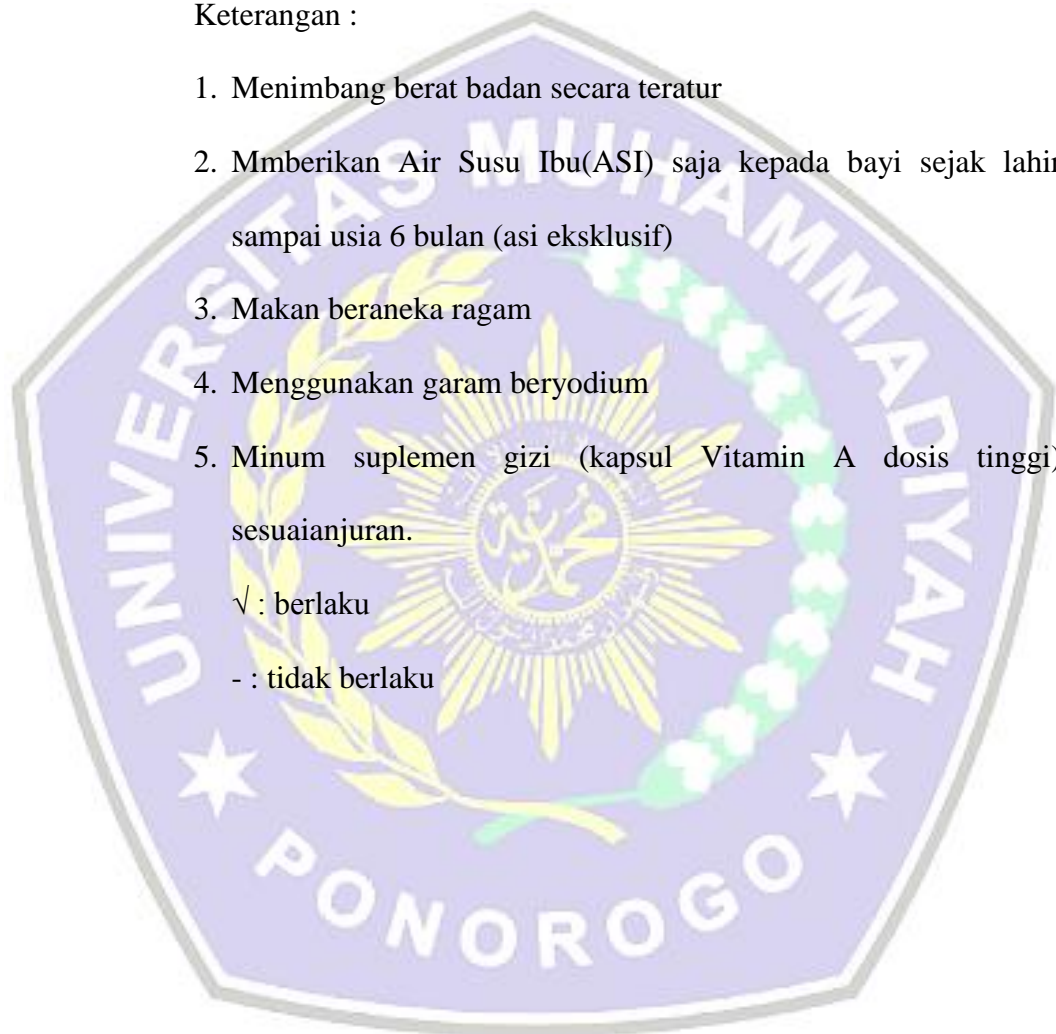 Keterangan :
1. Menimbang berat badan secara teratur
2. Mmberikan Air Susu Ibu(ASI) saja kepada bayi sejak lahir
sampai usia 6 bulan (asi eksklusif)
3. Makan beraneka ragam
4. Menggunakan garam beryodium
5. Minum suplemen gizi (kapsul Vitamin A dosis tinggi)
sesuaianjuran.
√ : berlaku
- : tidak berlaku
UNIVERSITAS MUHAMMADIYAH
PONOROGO